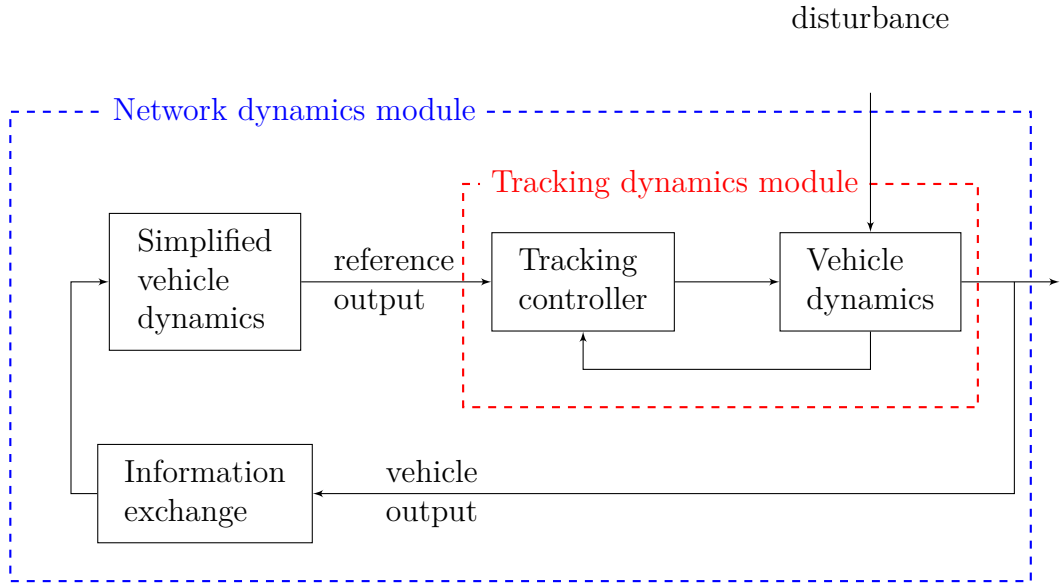 disturbance
Network dynamics module
Tracking dynamics module
Simplified
vehicle
dynamics
reference
output
Tracking
controller
Vehicle
dynamics
Information
exchange
vehicle
output